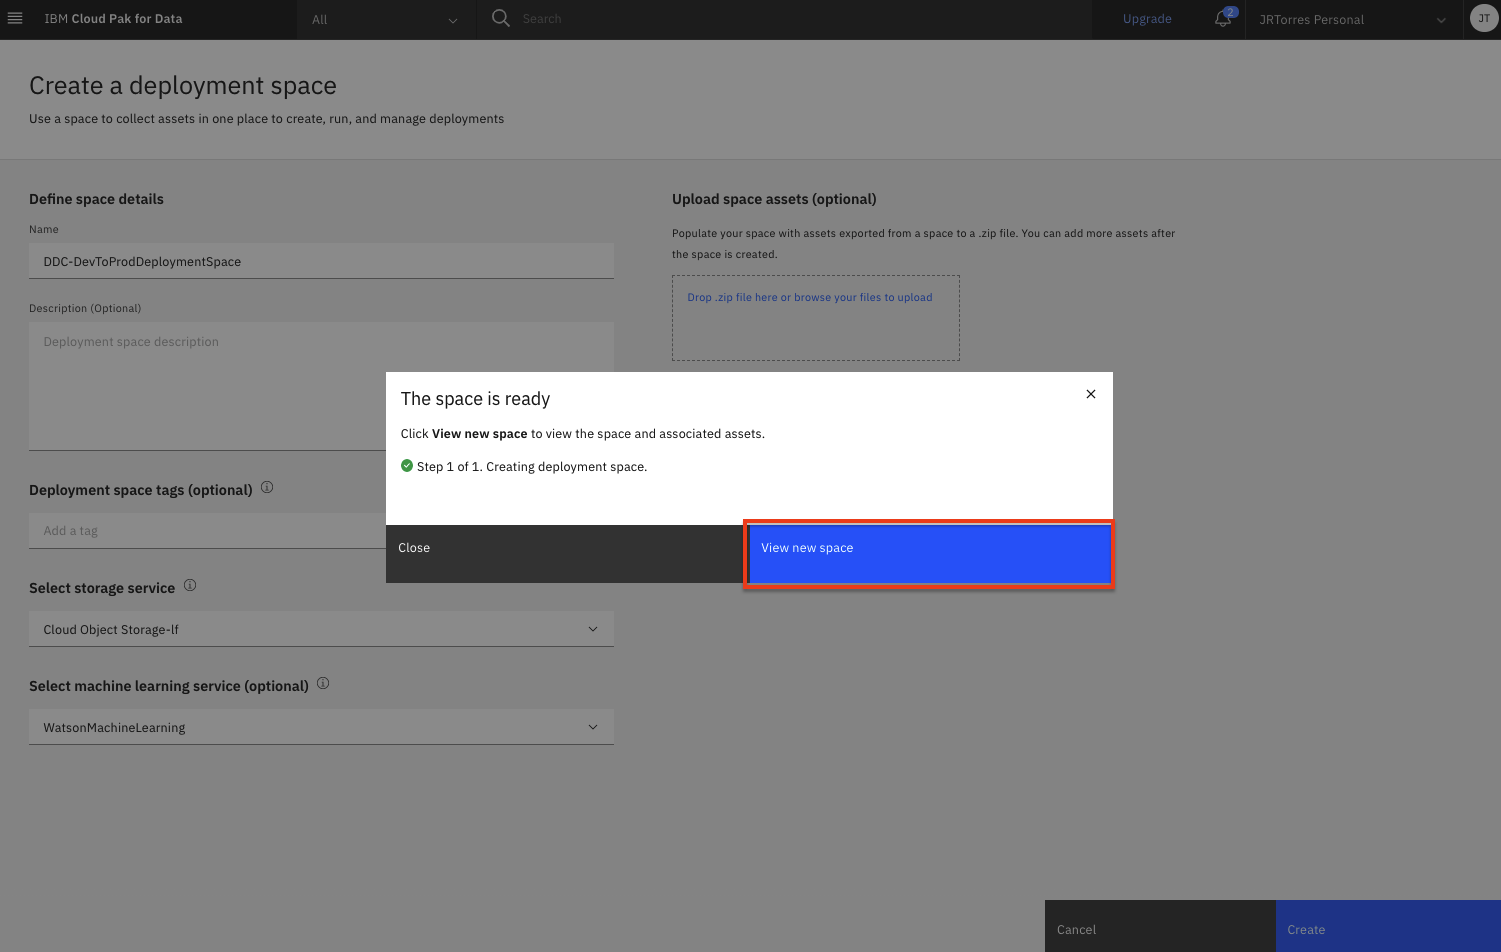 IBM Cloud Pak for Data
All
Search
Upgrade
2
JRTorres Personal
JT
Create a deployment space
Use a space to collect assets in one place to create, run, and manage deployments
Define space details
Name
DDC-DevToProdDeploymentSpace
Description (Optional)
Deployment space description
Deployment space tags (optional)
Add a tag
Select storage service
Cloud Object Storage-lf
Select machine learning service (optional)
WatsonMachineLearning
Upload space assets (optional)
Populate your space with assets exported from a space to a .zip file. You can add more assets after
the space is created.
Drop .zip file here or browse your files to upload
The space is ready
Click View new space to view the space and associated assets.
Step 1 of 1. Creating deployment space.
Close
View new space
Cancel
Create